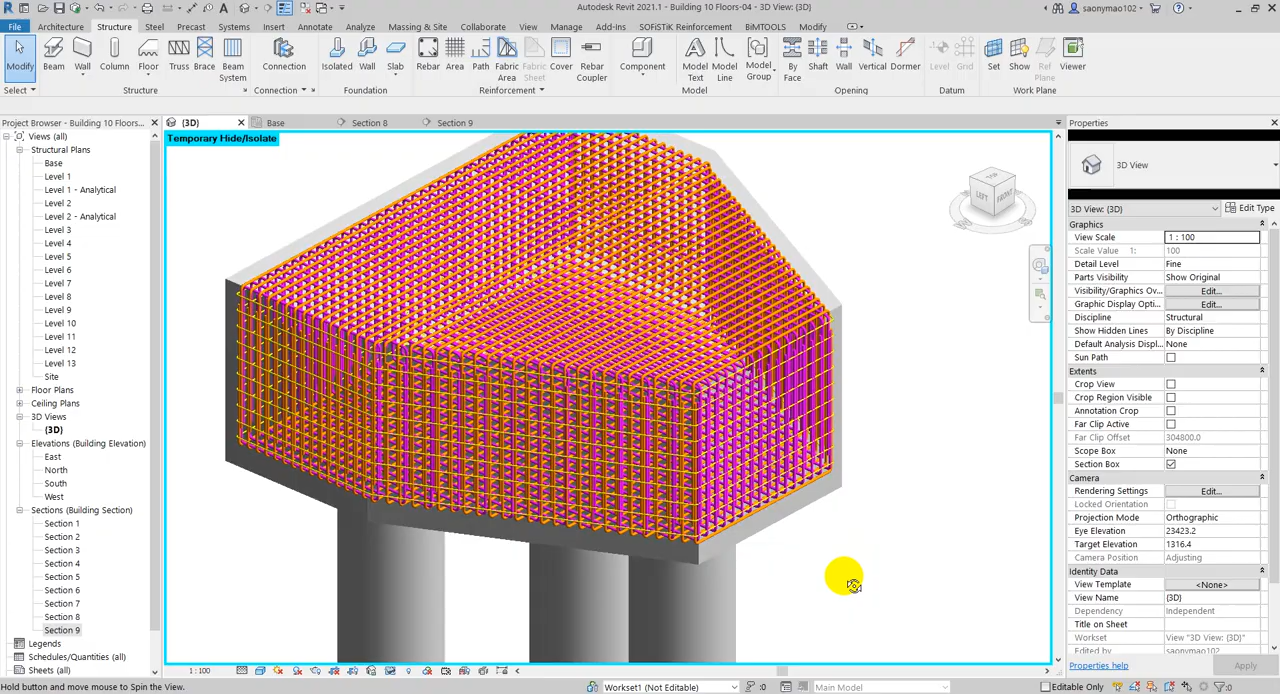 Autodesk Revit 2021.1 - Building 10 Floors-04 - 3D View: {3D}
saonymao102
File Architecture Structure Steel Precast Systems Insert Annotate Analyze Massing & Site Collaborate View Manage Add-Ins SOFiSTiK Reinforcement BiMTOOLS Modify
Modify Beam Wall Column Floor Truss Brace Beam System Connection Isolated Wall Slab Rebar Area Path Fabric Area Fabric Sheet Cover Rebar Coupler Component Model Text Model Line Model Group By Face Shaft Wall Vertical Dormer Level Grid Set Show Ref Plane Viewer
Select Structure Connection Foundation Reinforcement Model Opening Datum Work Plane
Project Browser - Building 10 Floors...
{3D} Base Section 8 Section 9
Properties
Views (all)
Structural Plans
Base
Level 1
Level 1 - Analytical
Level 2
Level 2 - Analytical
Level 3
Level 4
Level 5
Level 6
Level 7
Level 8
Level 9
Level 10
Level 11
Level 12
Level 13
Site
Floor Plans
Ceiling Plans
3D Views
{3D}
Elevations (Building Elevation)
East
North
South
West
Sections (Building Section)
Section 1
Section 2
Section 3
Section 4
Section 5
Section 6
Section 7
Section 8
Section 9
Legends
Schedules/Quantities (all)
Sheets (all)
Temporary Hide/Isolate
TOP
LEFT FRONT
3D View
3D View: {3D} Edit Type
Graphics
View Scale 1 : 100
Scale Value 1: 100
Detail Level Fine
Parts Visibility Show Original
Visibility/Graphics Ov... Edit...
Graphic Display Opti... Edit...
Discipline Structural
Show Hidden Lines By Discipline
Default Analysis Displ... None
Sun Path
Extents
Crop View
Crop Region Visible
Annotation Crop
Far Clip Active
Far Clip Offset 304800.0
Scope Box None
Section Box
Camera
Rendering Settings Edit...
Locked Orientation
Projection Mode Orthographic
Eye Elevation 23423.2
Target Elevation 1316.4
Camera Position Adjusting
Identity Data
View Template <None>
View Name {3D}
Dependency Independent
Title on Sheet
Workset View "3D View: {3D}"
Edited by saonymao102
Properties help Apply
1 : 100
Hold button and move mouse to Spin the View. Workset1 (Not Editable) :0 Main Model Editable Only :0